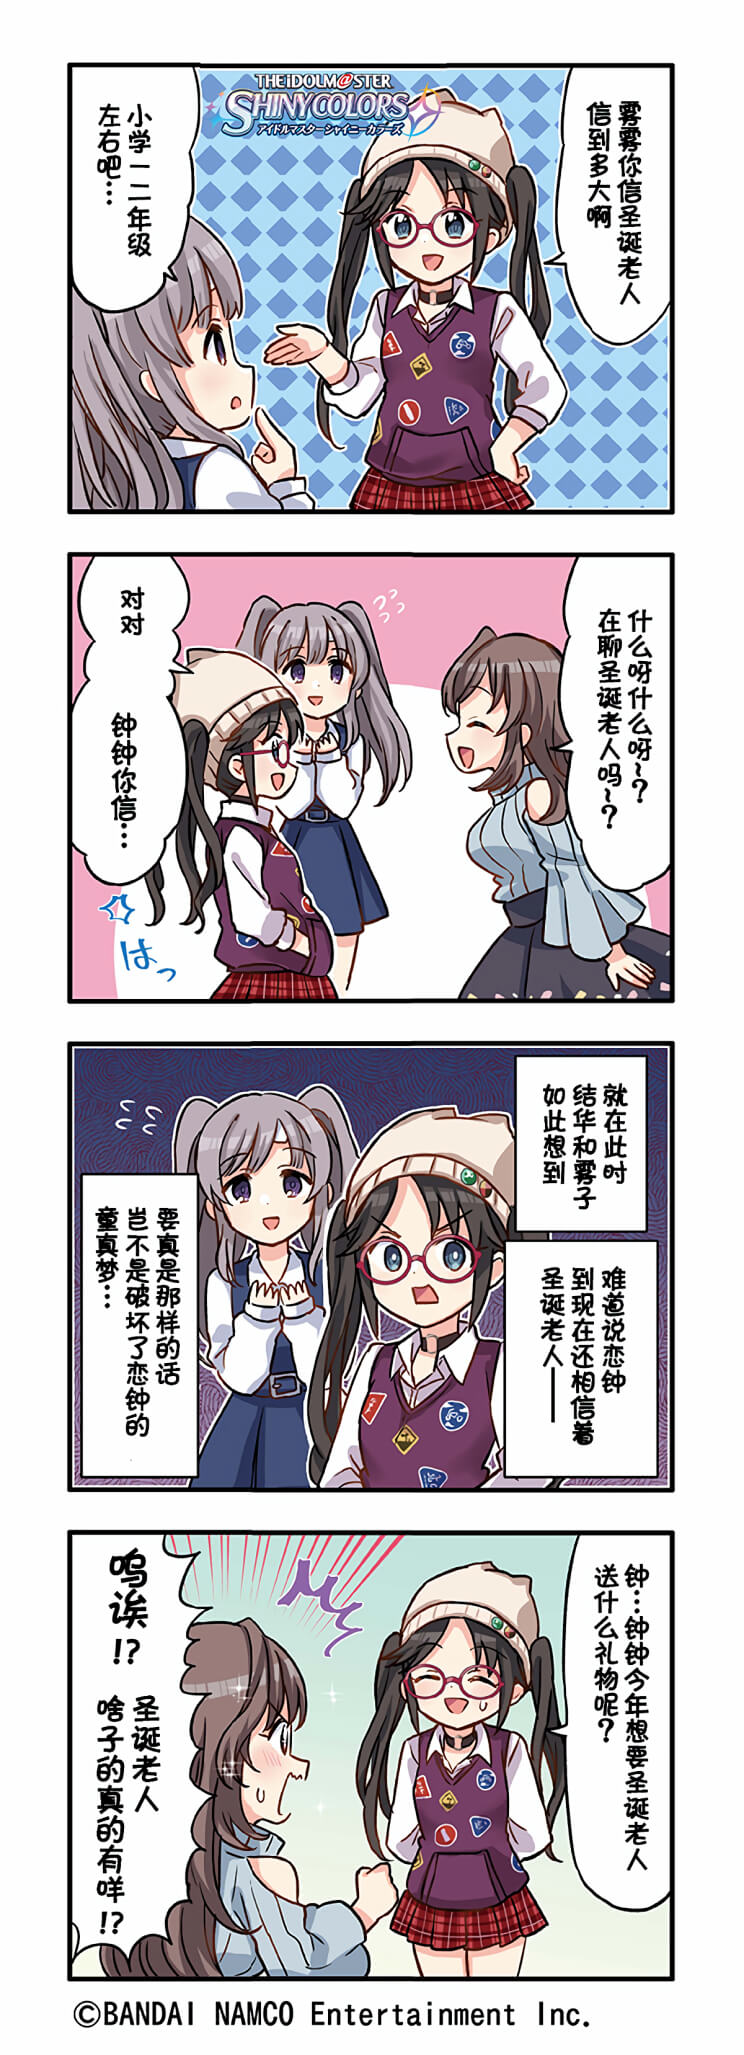 THE iDOLM@STER
SHINYCOLORS
アイドルマスターシャイニーカラーズ
雾雾你信圣诞老人
信到多大啊
小学一二年级
左右吧…
什么呀什么呀~?
在聊圣诞老人吗~?
对对
钟钟你信…
はっ
就在此时
结华和雾子
如此想到
难道说恋钟
到现在还相信着
圣诞老人——
要真是那样的话
岂不是破坏了恋钟的
童真梦…
钟…钟钟今年想要圣诞老人
送什么礼物呢?
呜诶!?
圣诞老人
啥子的真的有咩!?
©BANDAI NAMCO Entertainment Inc.